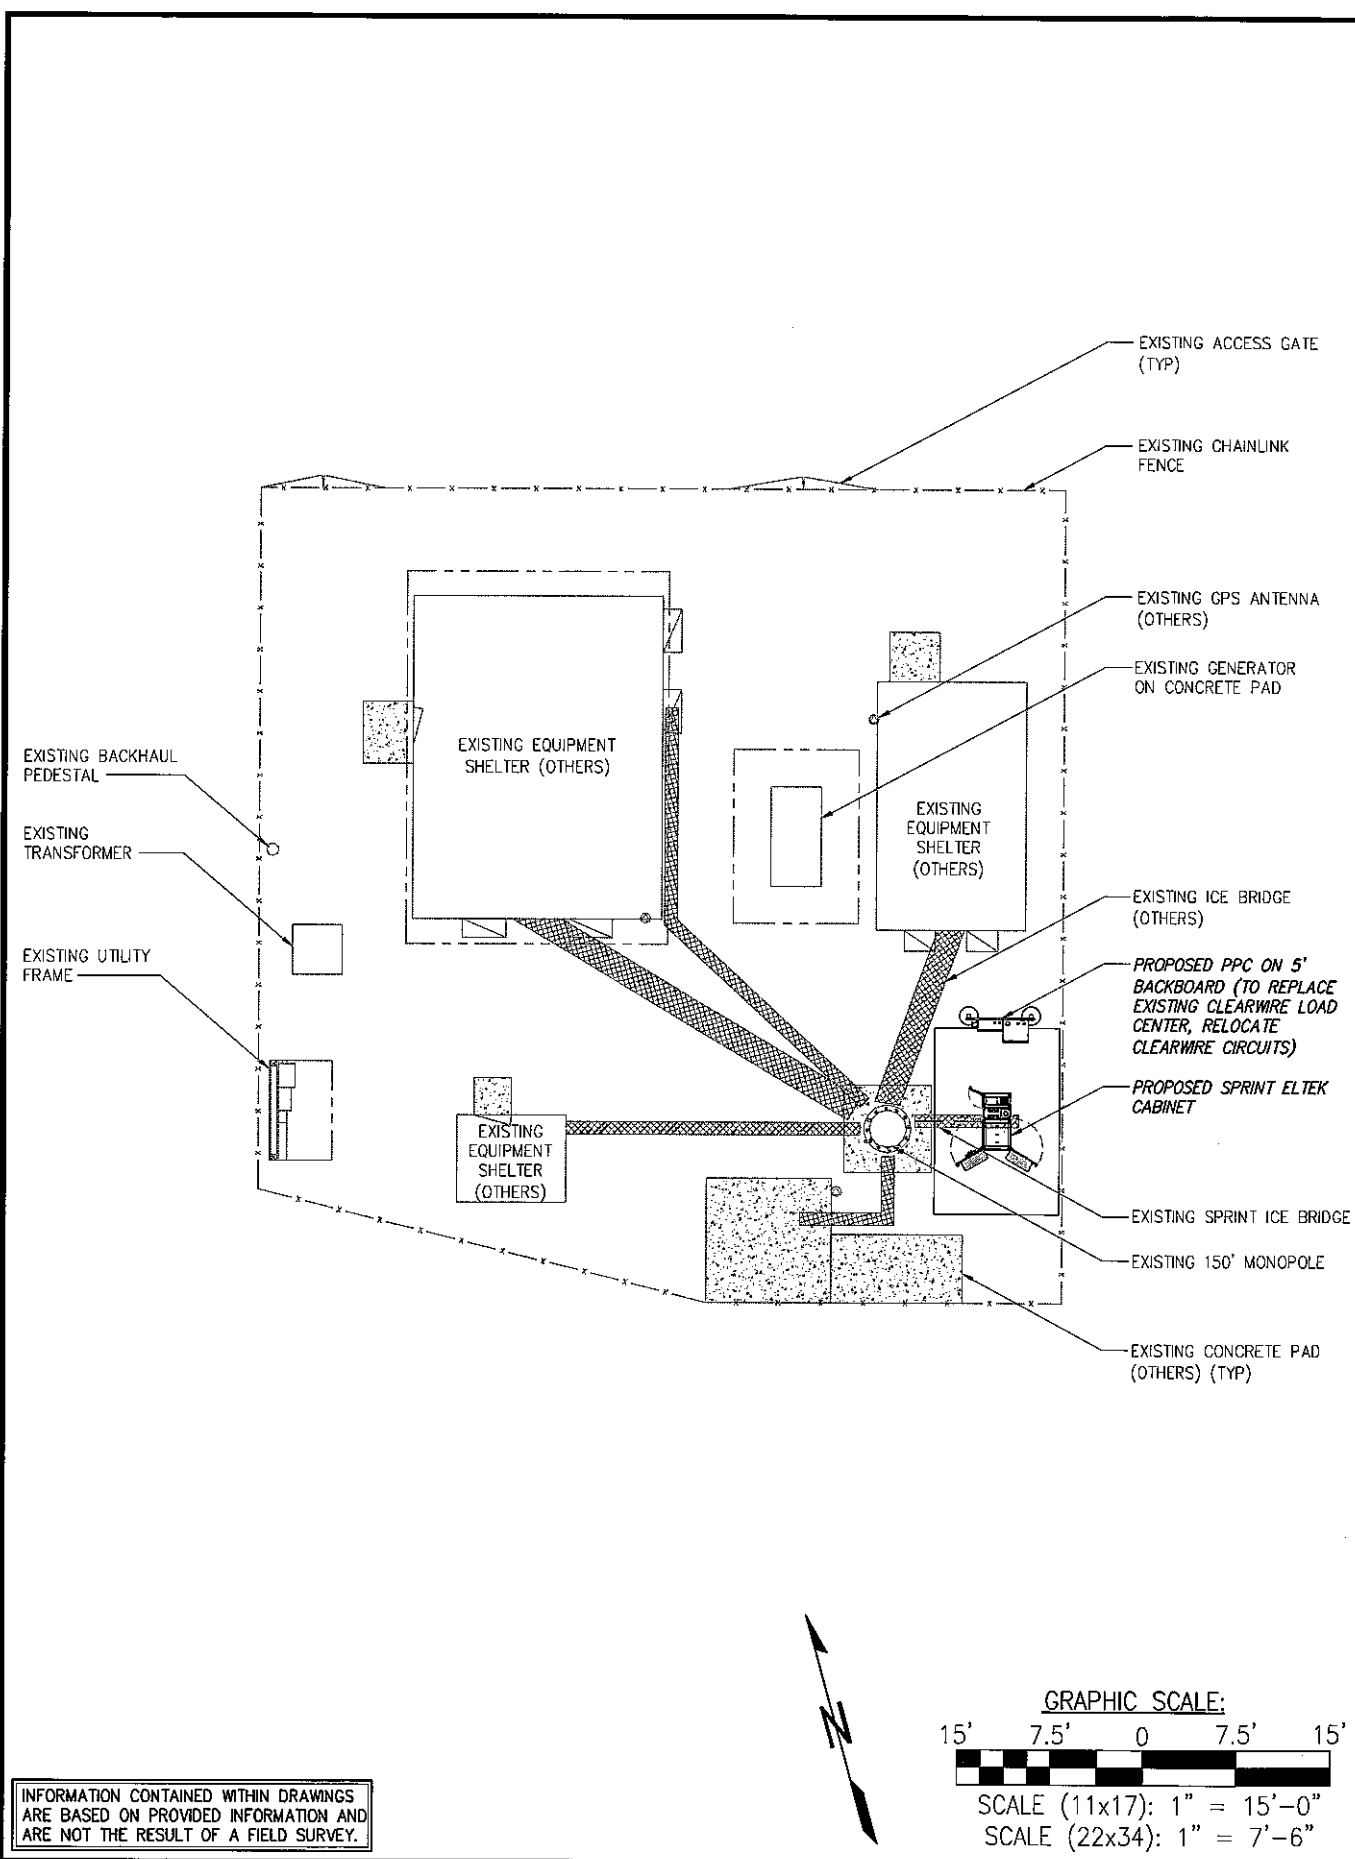 EXISTING ACCESS GATE
(TYP)
EXISTING CHAINLINK
FENCE
EXISTING GPS ANTENNA
(OTHERS)
EXISTING GENERATOR
ON CONCRETE PAD
EXISTING EQUIPMENT
SHELTER (OTHERS)
EXISTING BACKHAUL
PEDESTAL
EXISTING
TRANSFORMER
EXISTING UTILITY
FRAME
EXISTING
EQUIPMENT
SHELTER
(OTHERS)
EXISTING ICE BRIDGE
(OTHERS)
PROPOSED PPC ON 5'
BACKBOARD (TO REPLACE
EXISTING CLEARWIRE LOAD
CENTER, RELOCATE
CLEARWIRE CIRCUITS)
PROPOSED SPRINT ELTEK
CABINET
EXISTING
EQUIPMENT
SHELTER
(OTHERS)
EXISTING SPRINT ICE BRIDGE
EXISTING 150' MONOPOLE
EXISTING CONCRETE PAD
(OTHERS) (TYP)
N
GRAPHIC SCALE:
15' 7.5' 0 7.5' 15'
SCALE (11x17): 1" = 15'-0"
SCALE (22x34): 1" = 7'-6"
INFORMATION CONTAINED WITHIN DRAWINGS
ARE BASED ON PROVIDED INFORMATION AND
ARE NOT THE RESULT OF A FIELD SURVEY.